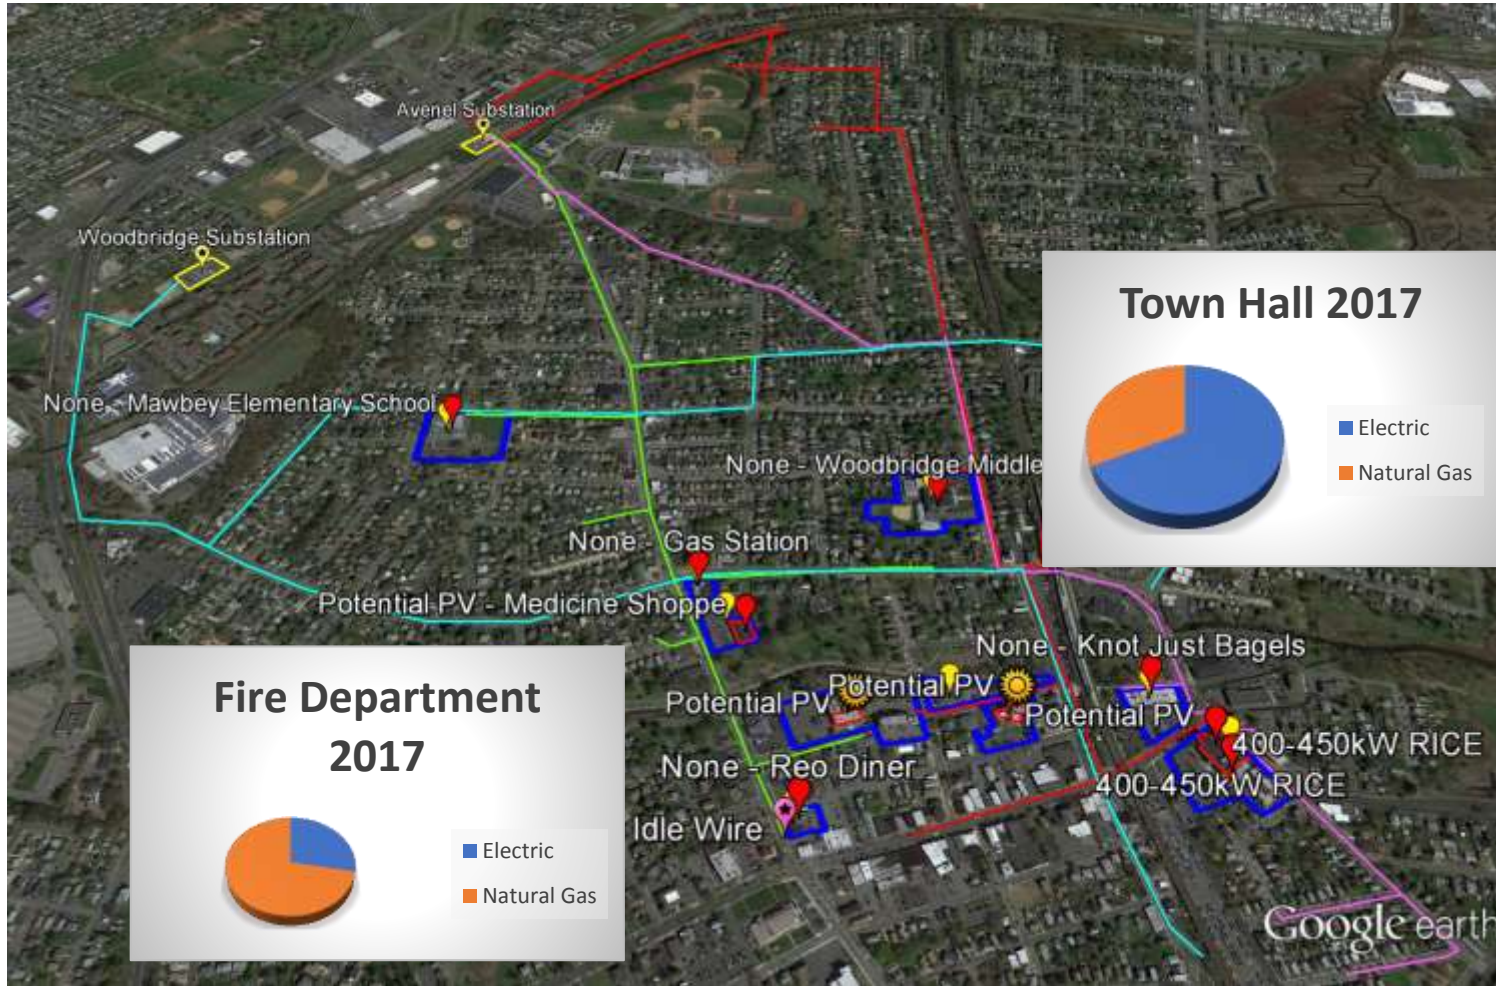 Avenel Substation
Woodbridge Substation
Town Hall 2017
Electric
Natural Gas
None - Mawbey Elementary School
None - Woodbridge Middle
None - Gas Station
Potential PV - Medicine Shoppe
None - Knot Just Bagels
Fire Department
2017
Electric
Natural Gas
Potential PV
Potential PV
Potential PV
400-450kW RICE
None - Reo Diner
400-450kW RICE
Idle Wire
Google earth